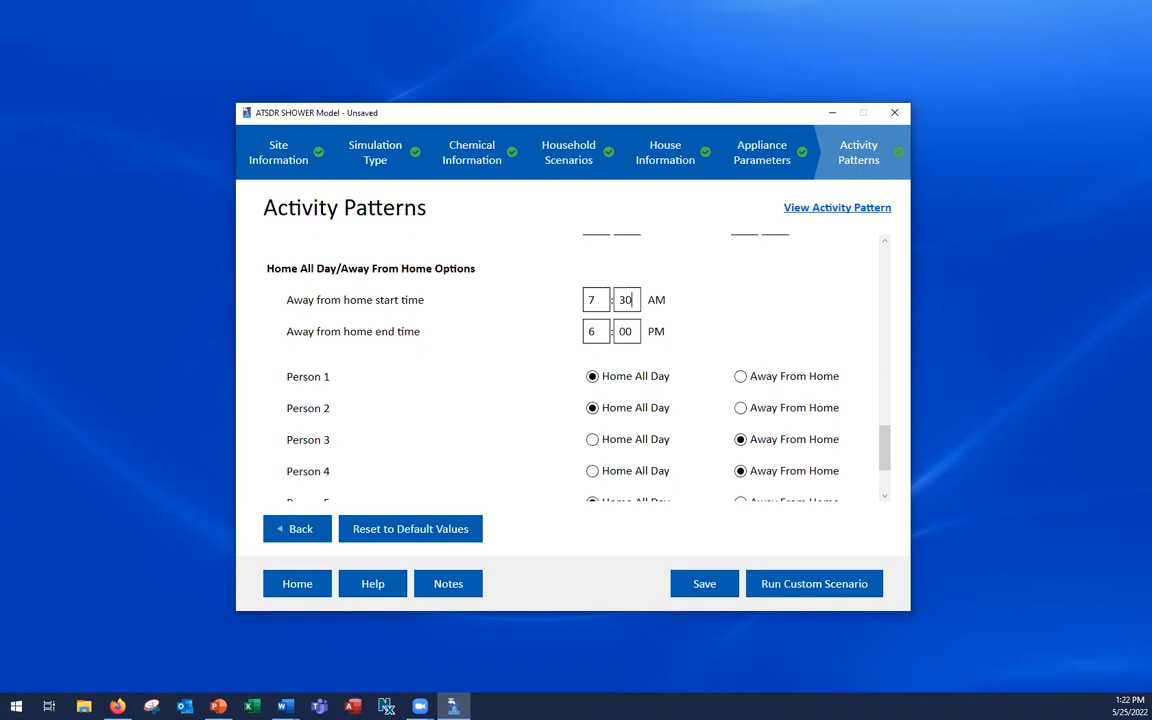 ATSDR SHOWER Model - Unsaved
Site Information
Simulation Type
Chemical Information
Household Scenarios
House Information
Appliance Parameters
Activity Patterns
Activity Patterns
View Activity Pattern
Home All Day/Away From Home Options
Away from home start time 7 : 30 AM
Away from home end time 6 : 00 PM
Person 1 Home All Day Away From Home
Person 2 Home All Day Away From Home
Person 3 Home All Day Away From Home
Person 4 Home All Day Away From Home
Back Reset to Default Values
Home Help Notes Save Run Custom Scenario
1:22 PM
5/25/2022